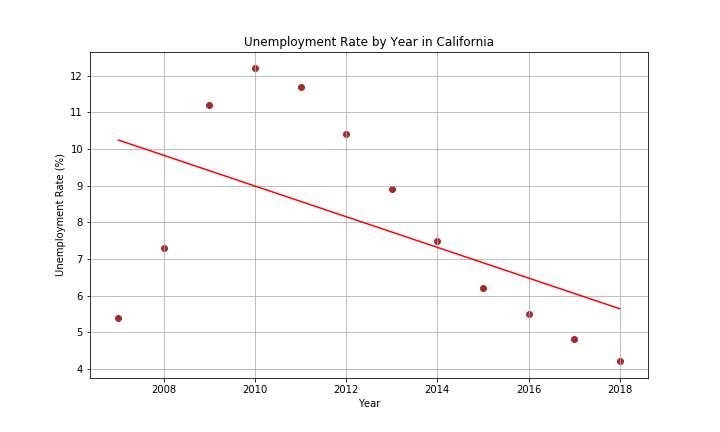 Unemployment Rate by Year in California
Unemployment Rate (%)
12
11
10
9
8
7
6
5
4
2008 2010 2012 2014 2016 2018
Year